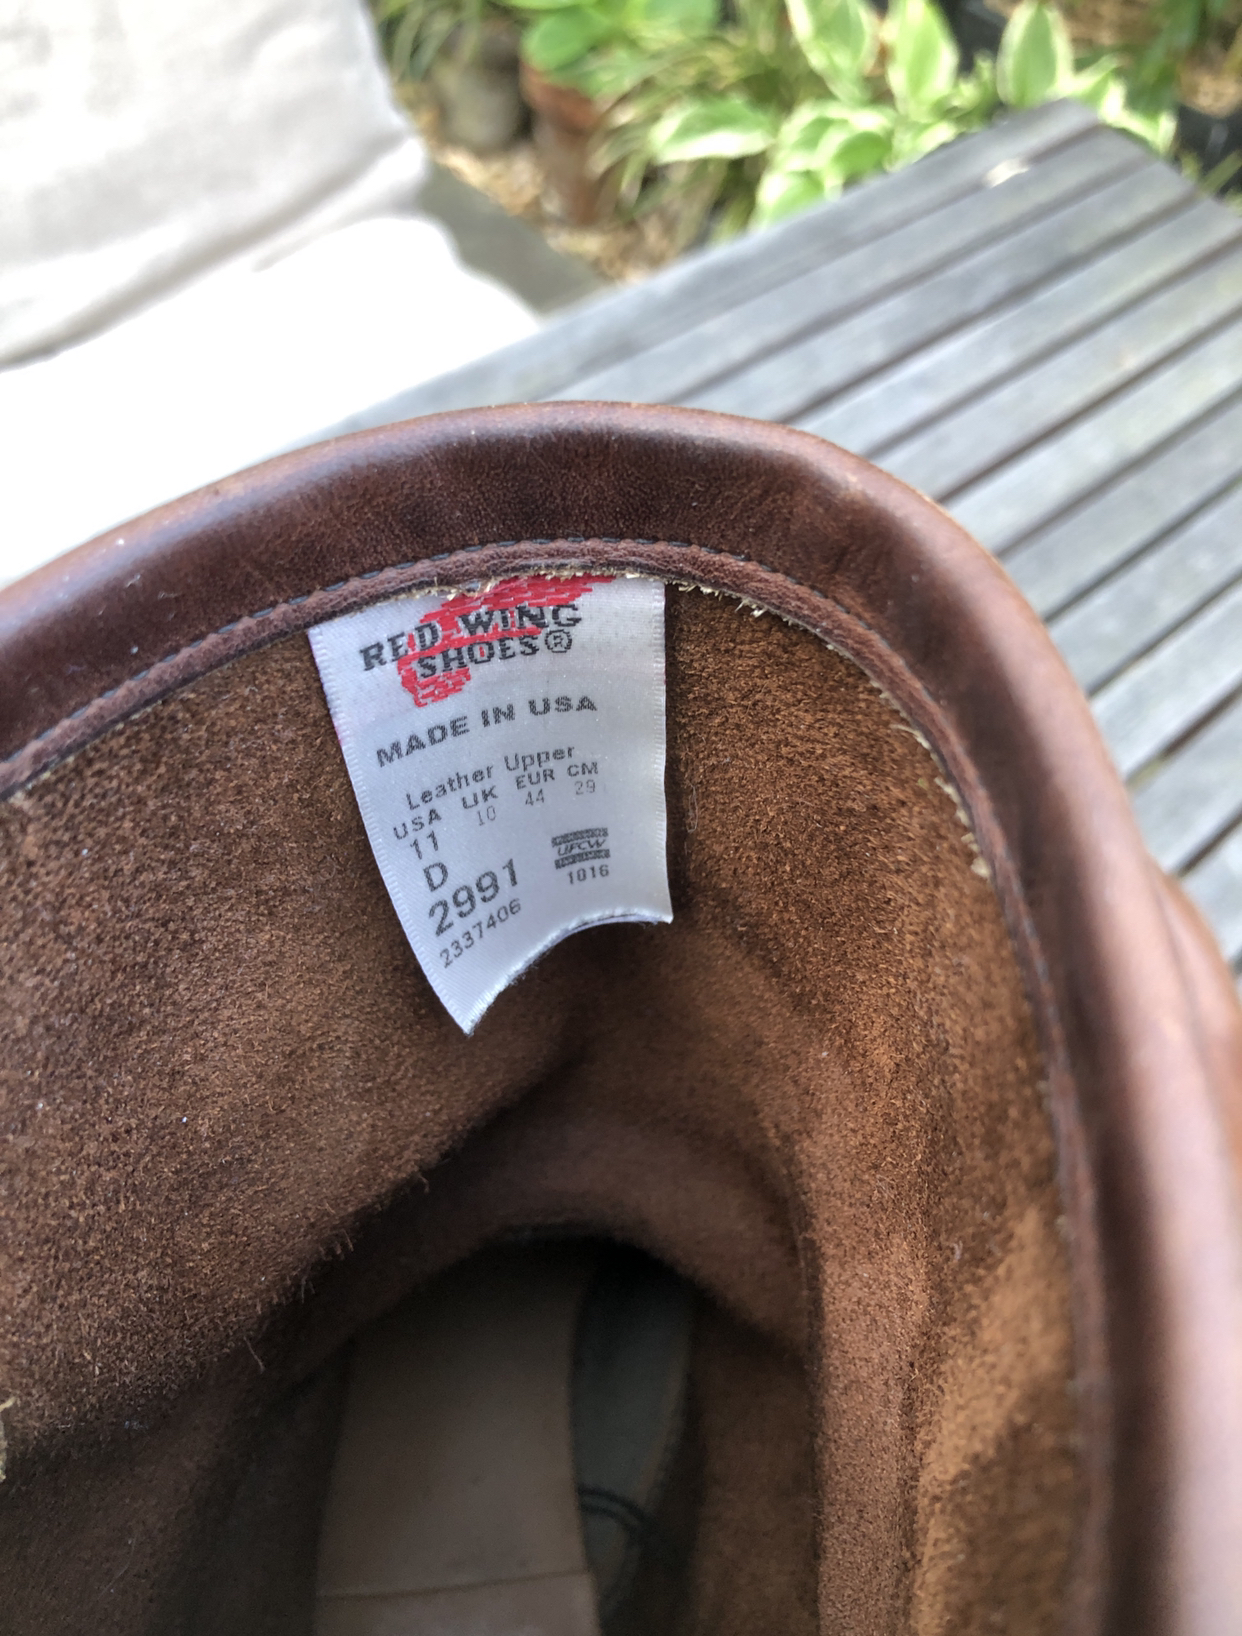 RED WING
SHOES®
MADE IN USA
Leather Upper
USA UK EUR CM
11 10 44 29
D
2991
2337406
UFCW
1016